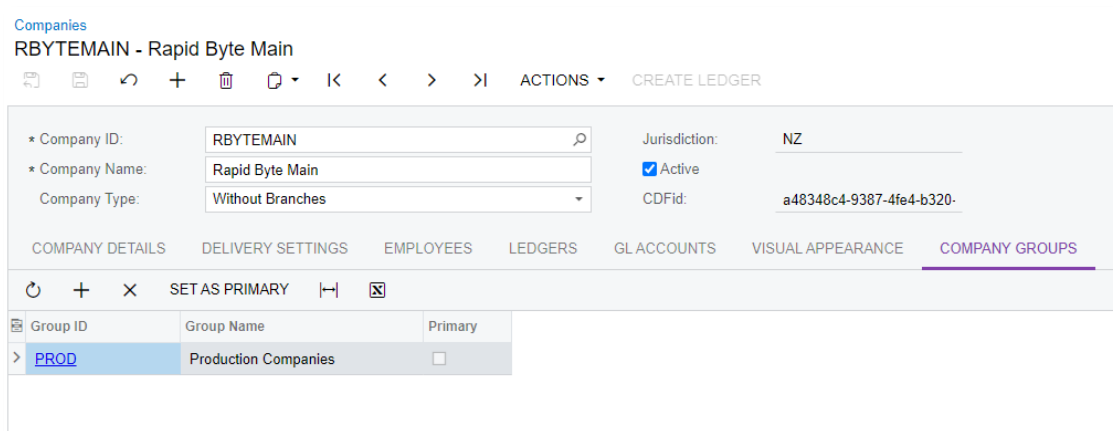 Companies
RBYTEMAIN - Rapid Byte Main
ACTIONS CREATE LEDGER
* Company ID: RBYTEMAIN Jurisdiction: NZ
* Company Name: Rapid Byte Main Active
Company Type: Without Branches CDFid: a48348c4-9387-4fe4-b320-
COMPANY DETAILS DELIVERY SETTINGS EMPLOYEES LEDGERS GL ACCOUNTS VISUAL APPEARANCE COMPANY GROUPS
SET AS PRIMARY
Group ID Group Name Primary
PROD Production Companies